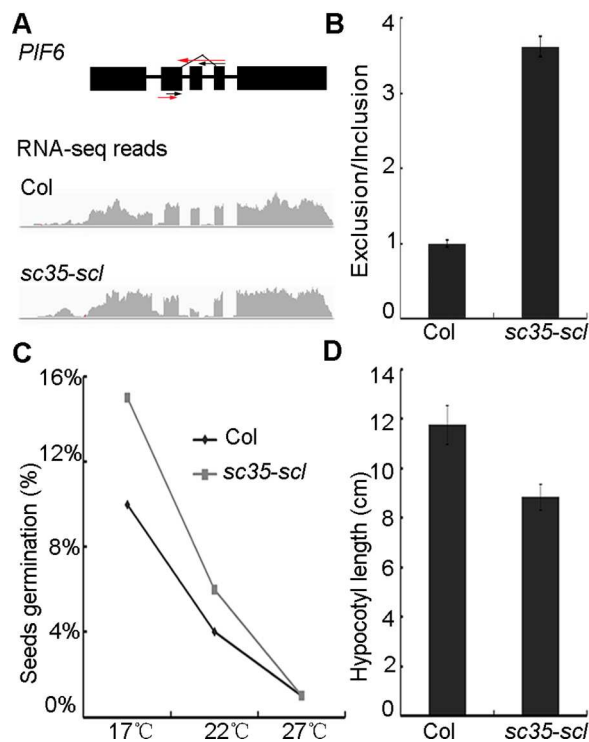 A
PIF6
RNA-seq reads
Col
sc35-scl
B
Exclusion/Inclusion
4
3
2
1
0
Col
sc35-scl
C
Seeds germination (%)
16%
12%
8%
4%
0%
Col
sc35-scl
17℃
22℃
27℃
D
Hypocotyl length (cm)
14
12
10
8
6
4
2
0
Col
sc35-scl